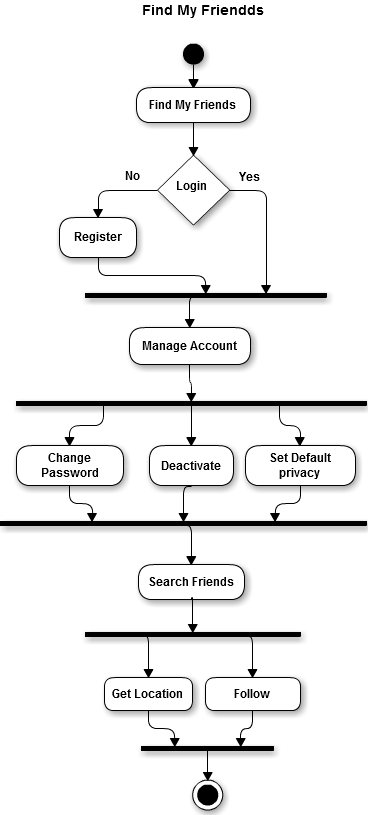 Find My Friendds
Find My Friends
Login
No
Yes
Register
Manage Account
Change
Password
Deactivate
Set Default
privacy
Search Friends
Get Location
Follow